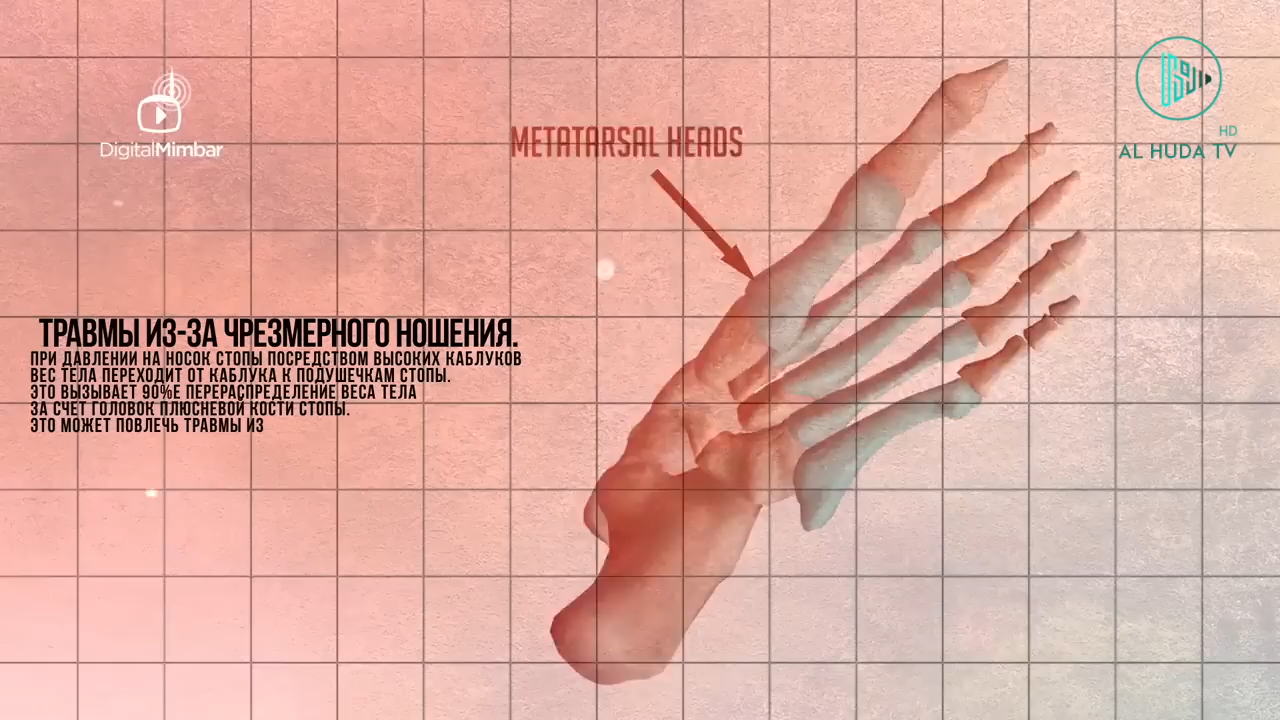 DigitalMimbar
HD
AL HUDA TV
METATARSAL HEADS
ТРАВМЫ ИЗ-ЗА ЧРЕЗМЕРНОГО НОШЕНИЯ.
ПРИ ДАВЛЕНИИ НА НОСОК СТОПЫ ПОСРЕДСТВОМ ВЫСОКИХ КАБЛУКОВ
ВЕС ТЕЛА ПЕРЕХОДИТ ОТ КАБЛУКА К ПОДУШЕЧКАМ СТОПЫ.
ЭТО ВЫЗЫВАЕТ 90%Е ПЕРЕРАСПРЕДЕЛЕНИЕ ВЕСА ТЕЛА
ЗА СЧЕТ ГОЛОВОК ПЛЮСНЕВОЙ КОСТИ СТОПЫ.
ЭТО МОЖЕТ ПОВЛЕЧЬ ТРАВМЫ ИЗ